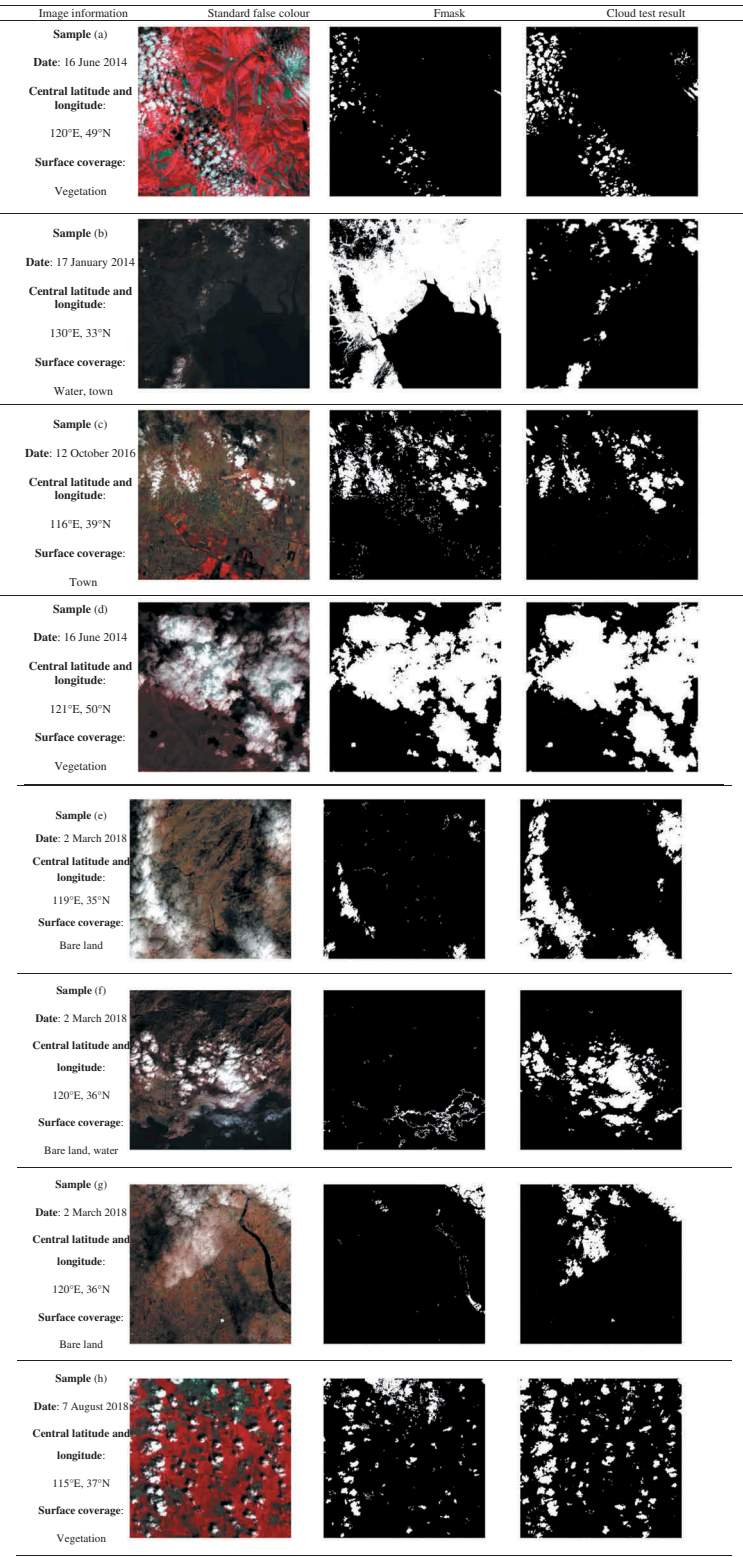 Image information Standard false colour Fmask Cloud test result
Sample (a)
Date: 16 June 2014
Central latitude and
longitude:
120°E, 49°N
Surface coverage:
Vegetation
Sample (b)
Date: 17 January 2014
Central latitude and
longitude:
130°E, 33°N
Surface coverage:
Water, town
Sample (c)
Date: 12 October 2016
Central latitude and
longitude:
116°E, 39°N
Surface coverage:
Town
Sample (d)
Date: 16 June 2014
Central latitude and
longitude:
121°E, 50°N
Surface coverage:
Vegetation
Sample (e)
Date: 2 March 2018
Central latitude and
longitude:
119°E, 35°N
Surface coverage:
Bare land
Sample (f)
Date: 2 March 2018
Central latitude and
longitude:
120°E, 36°N
Surface coverage:
Bare land, water
Sample (g)
Date: 2 March 2018
Central latitude and
longitude:
120°E, 36°N
Surface coverage:
Bare land
Sample (h)
Date: 7 August 2018
Central latitude and
longitude:
115°E, 37°N
Surface coverage:
Vegetation